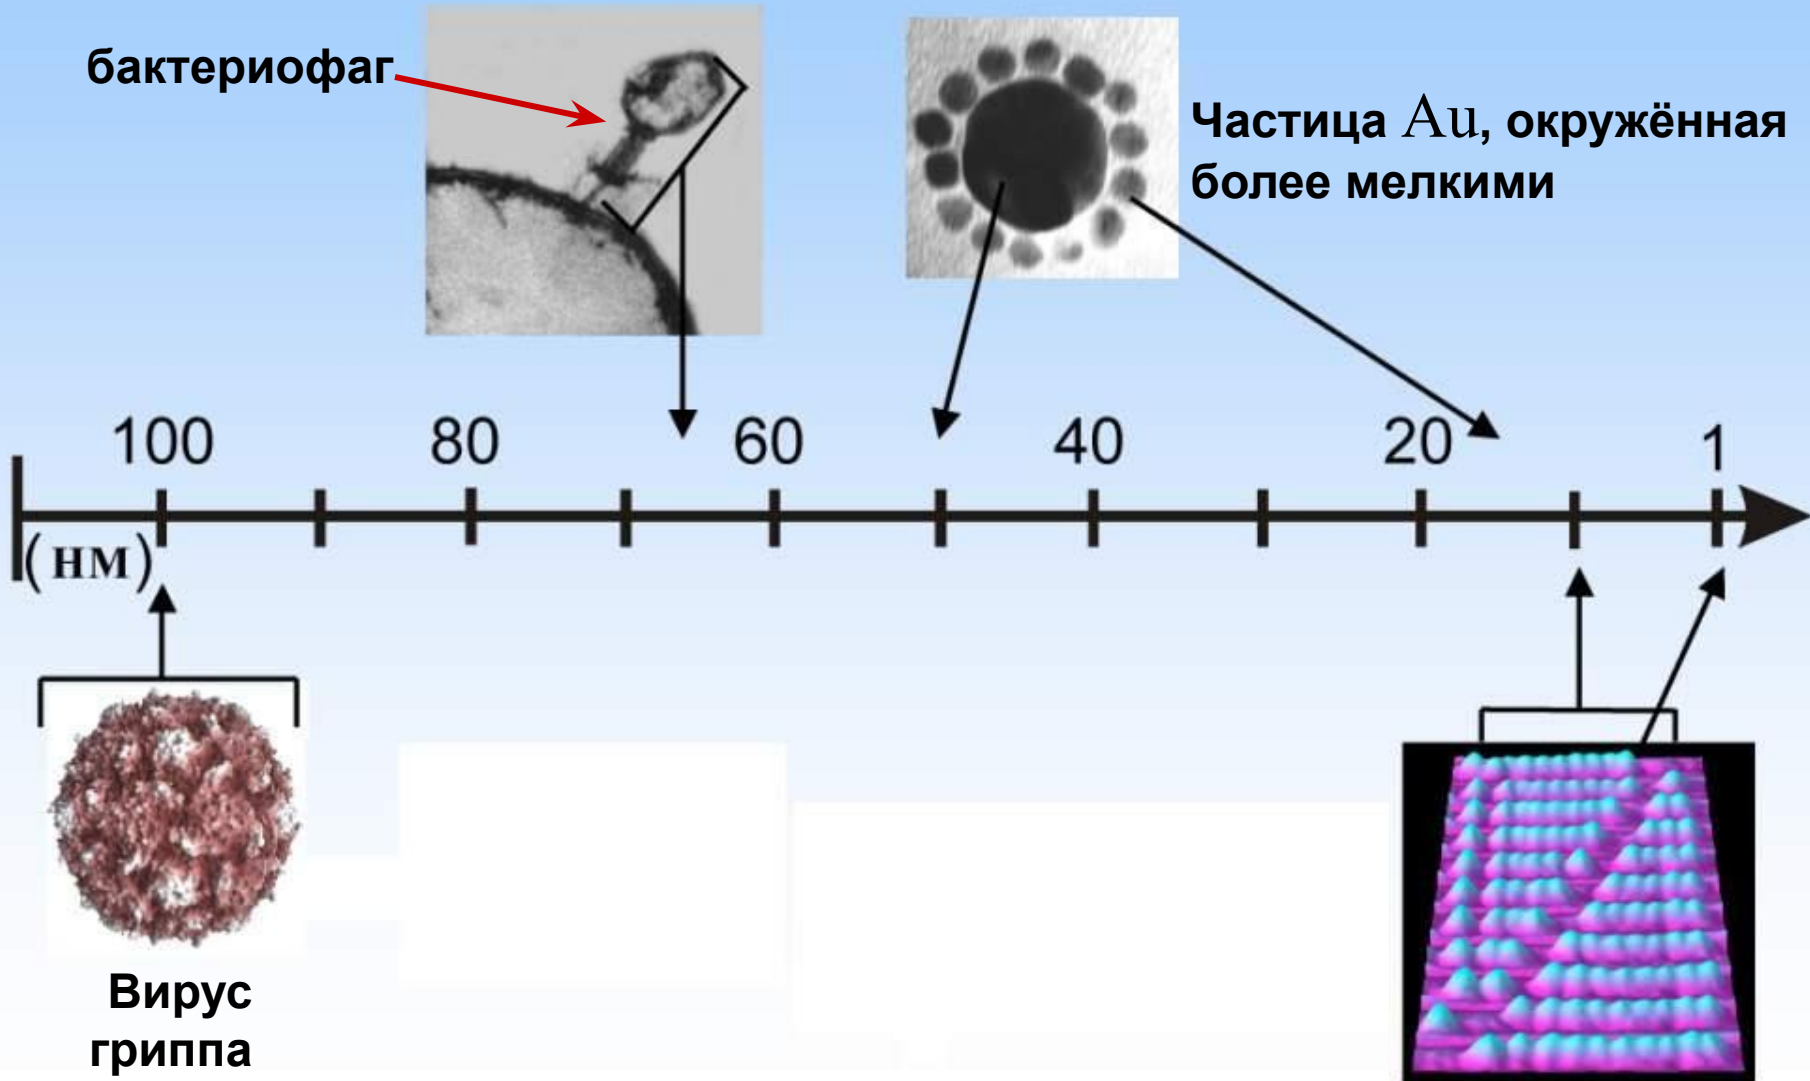 бактериофаг
Частица Au, окружённая
более мелкими
100 80 60 40 20 1
(нм)
Вирус
гриппа